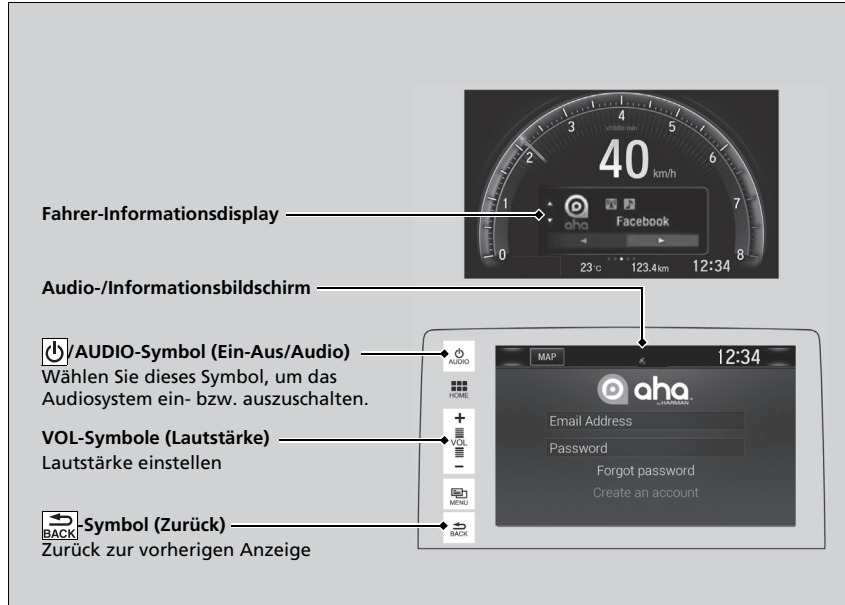 4
3
5
x1000r/min
2
40
6
km/h
1
7
Facebook
aha
0
8
23°c
123.4km
12:34
Fahrer-Informationsdisplay
Audio-/Informationsbildschirm
/AUDIO-Symbol (Ein-Aus/Audio)
Wählen Sie dieses Symbol, um das
Audiosystem ein- bzw. auszuschalten.
VOL-Symbole (Lautstärke)
Lautstärke einstellen
BACK-Symbol (Zurück)
Zurück zur vorherigen Anzeige
AUDIO
HOME
+
VOL
–
MENU
BACK
MAP
12:34
aha
by HARMAN
Email Address
Password
Forgot password
Create an account